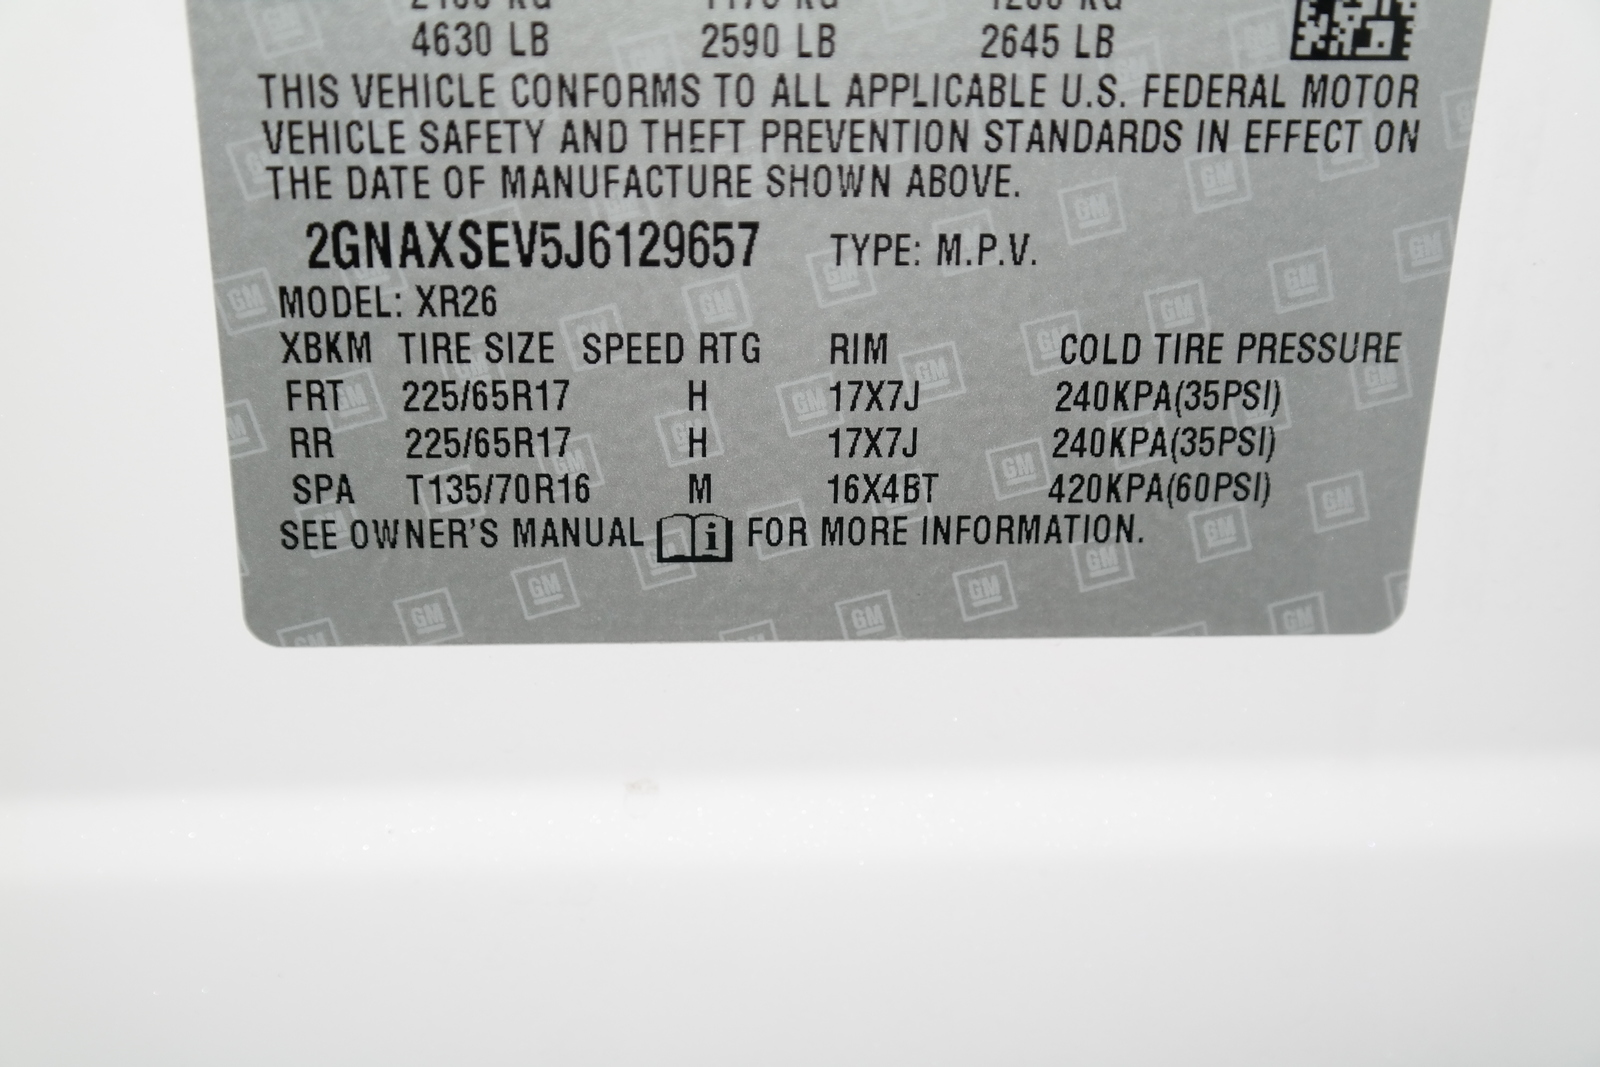 4630 LB 2590 LB 2645 LB
THIS VEHICLE CONFORMS TO ALL APPLICABLE U.S. FEDERAL MOTOR
VEHICLE SAFETY AND THEFT PREVENTION STANDARDS IN EFFECT ON
THE DATE OF MANUFACTURE SHOWN ABOVE.
2GNAXSEV5J6129657 TYPE: M.P.V.
MODEL: XR26
XBKM TIRE SIZE SPEED RTG RIM COLD TIRE PRESSURE
FRT 225/65R17 H 17X7J 240KPA(35PSI)
RR 225/65R17 H 17X7J 240KPA(35PSI)
SPA T135/70R16 M 16X4BT 420KPA(60PSI)
SEE OWNER'S MANUAL i FOR MORE INFORMATION.